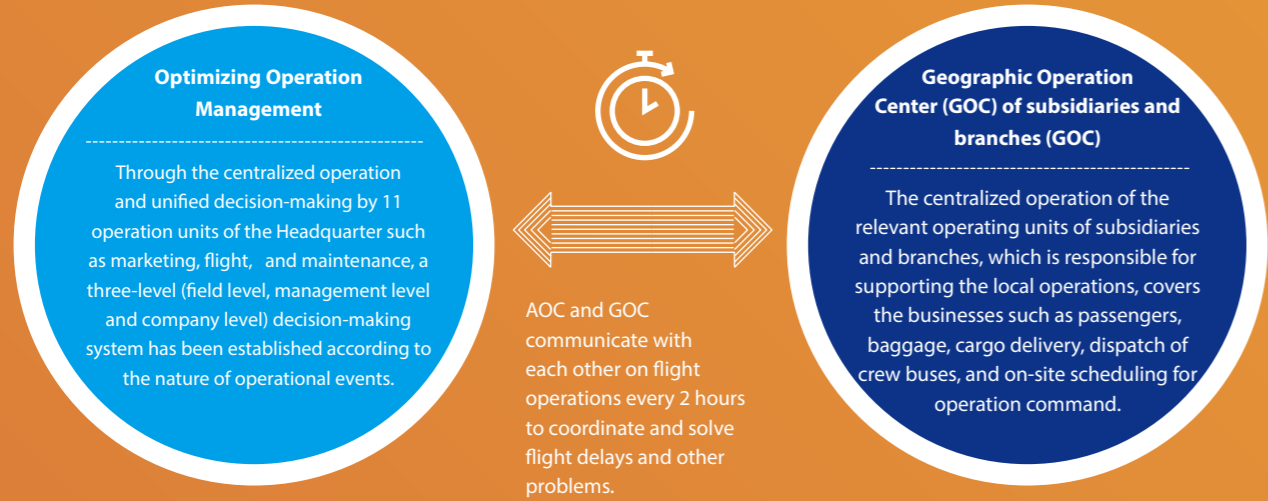 Optimizing Operation
Management
Through the centralized operation
and unified decision-making by 11
operation units of the Headquarter such
as marketing, flight, and maintenance, a
three-level (field level, management level
and company level) decision-making
system has been established according to
the nature of operational events.
AOC and GOC
communicate with
each other on flight
operations every 2 hours
to coordinate and solve
flight delays and other
problems.
Geographic Operation
Center (GOC) of subsidiaries and
branches (GOC)
The centralized operation of the
relevant operating units of subsidiaries
and branches, which is responsible for
supporting the local operations, covers
the businesses such as passengers,
baggage, cargo delivery, dispatch of
crew buses, and on-site scheduling for
operation command.